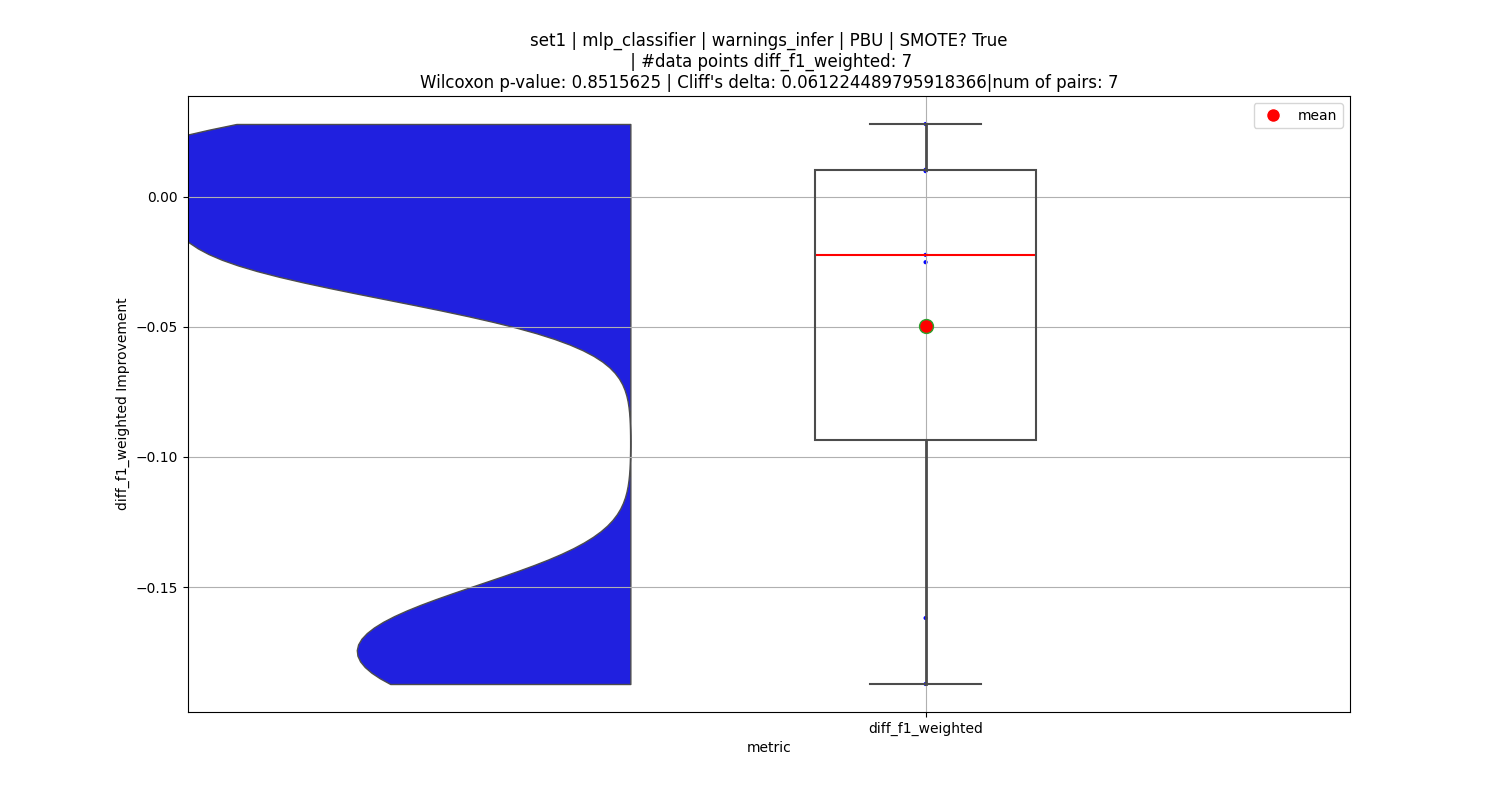 set1 | mlp_classifier | warnings_infer | PBU | SMOTE? True
| #data points diff_f1_weighted: 7
Wilcoxon p-value: 0.8515625 | Cliff's delta: 0.061224489795918366|num of pairs: 7
mean
0.00
−0.05
−0.10
−0.15
diff_f1_weighted Improvement
diff_f1_weighted
metric